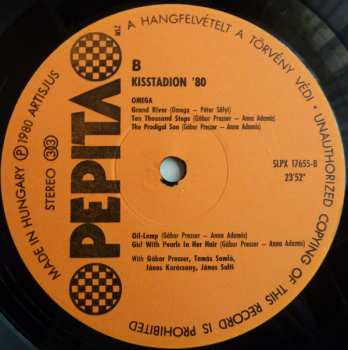 A HANGFELVÉTELT A TÖRVÉNY VÉDI · UNAUTHORIZED COPYING OF THIS RECORD IS PROHIBITED
MADE IN HUNGARY Ⓟ 1980 ARTISJUS
STEREO 33
PEPITA
MSZ
B
KISSTADION '80
OMEGA
Grand River (Omega – Péter Sülyi)
Ten Thousand Steps (Gábor Presser – Anna Adamis)
The Prodigal Son (Gábor Presser – Anna Adamis)
SLPX 17655-B
23'52"
Oil-Lamp (Gábor Presser – Anna Adamis)
Girl With Pearls In Her Hair (Gábor Presser – Anna Adamis)
With Gábor Presser, Tamás Somló,
János Karácsony, János Solti